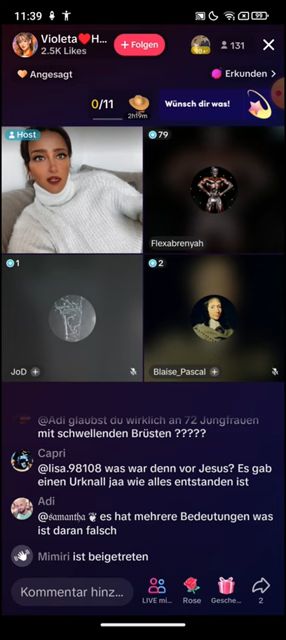 11:39
99
Violeta❤️H...
2.5K Likes
+ Folgen
131
Angesagt
Erkunden >
0/11
2h19m
Wünsch dir was!
Host
79
Flexabrenyah
1
JoD
2
Blaise_Pascal
@Adi glaubst du wirklich an 72 Jungfrauen
mit schwellenden Brüsten ?????
Capri
@lisa.98108 was war denn vor Jesus? Es gab
einen Urknall jaa wie alles entstanden ist
Adi
@𝔰𝔞𝔪𝔞𝔫𝔱𝔥𝔞 ❦ es hat mehrere Bedeutungen was
ist daran falsch
Mimiri ist beigetreten
Kommentar hinz...
LIVE mi...
Rose
Gesche...
2